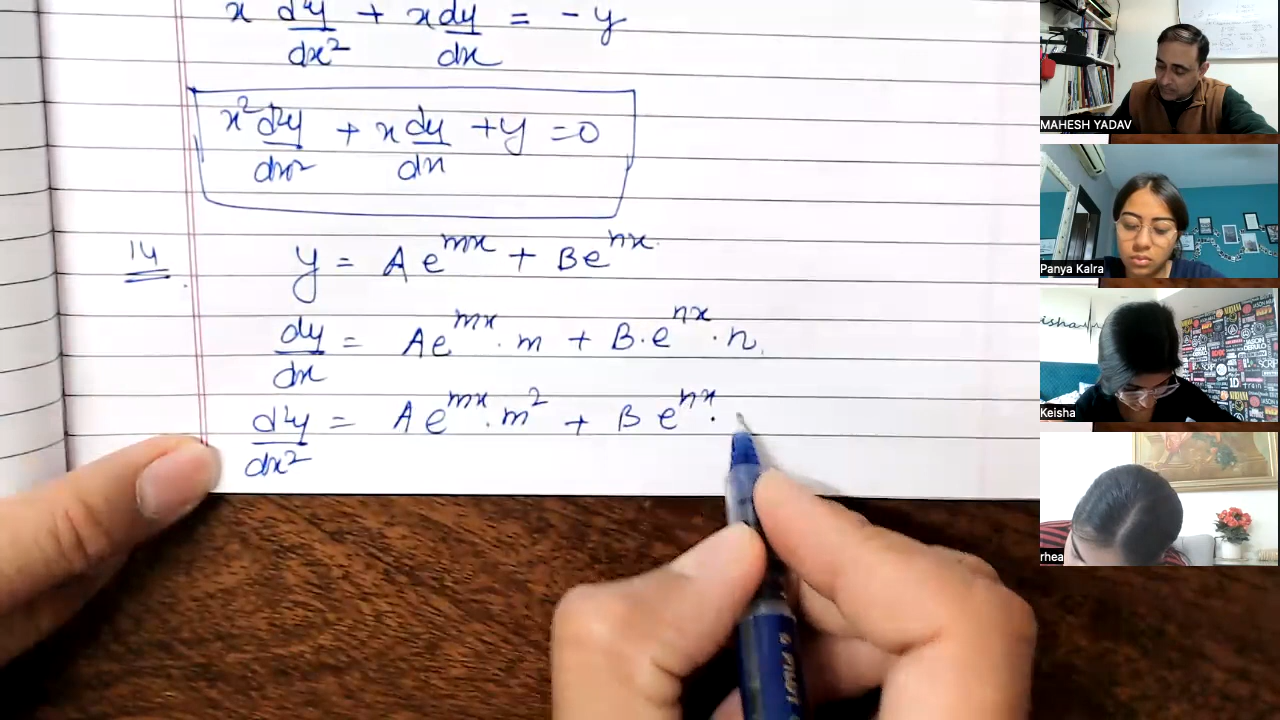 x d²y/dx² + x dy/dx = - y
x² d²y/dx² + x dy/dx + y = 0
14 y = A e^mx + B e^nx.
dy/dx = A e^mx · m + B · e^nx · n.
d²y/dx² = A e^mx · m² + B e^nx ·
MAHESH YADAV
Panya Kalra
isha
Keisha
rhea